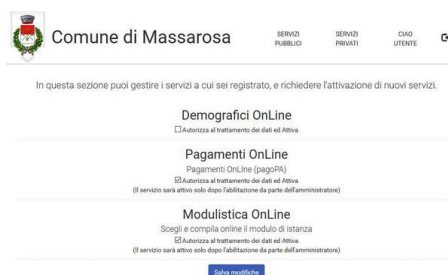 Comune di Massarosa
SERVIZI
PUBBLICI
SERVIZI
PRIVATI
CIAO
UTENTE
In questa sezione puoi gestire i servizi a cui sei registrato, e richiedere l'attivazione di nuovi servizi.
Demografici OnLine
Autorizza al trattamento dei dati ed Attiva
Pagamenti OnLine
Pagamenti OnLine (pagoPA)
Autorizza al trattamento dei dati ed Attiva
(Il servizio sarà attivo solo dopo l'abilitazione da parte dell'amministratore)
Modulistica OnLine
Scegli e compila online il modulo di istanza
Autorizza al trattamento dei dati ed Attiva
(Il servizio sarà attivo solo dopo l'abilitazione da parte dell'amministratore)
Salva modifiche